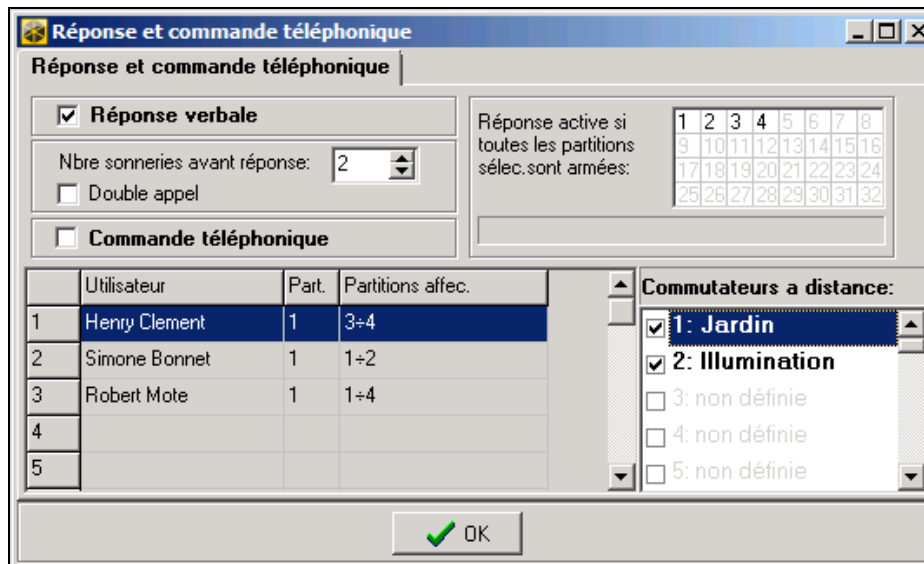 Réponse et commande téléphonique
Réponse et commande téléphonique
Réponse verbale
Nbre sonneries avant réponse: 2
Double appel
Commande téléphonique
Réponse active si
toutes les partitions
sélec.sont armées:
1 2 3 4 5 6 7 8
9 10 11 12 13 14 15 16
17 18 19 20 21 22 23 24
25 26 27 28 29 30 31 32
Utilisateur Part. Partitions affec.
1 Henry Clement 1 3÷4
2 Simone Bonnet 1 1÷2
3 Robert Mote 1 1÷4
4
5
Commutateurs a distance:
1: Jardin
2: Illumination
3: non définie
4: non définie
5: non définie
OK